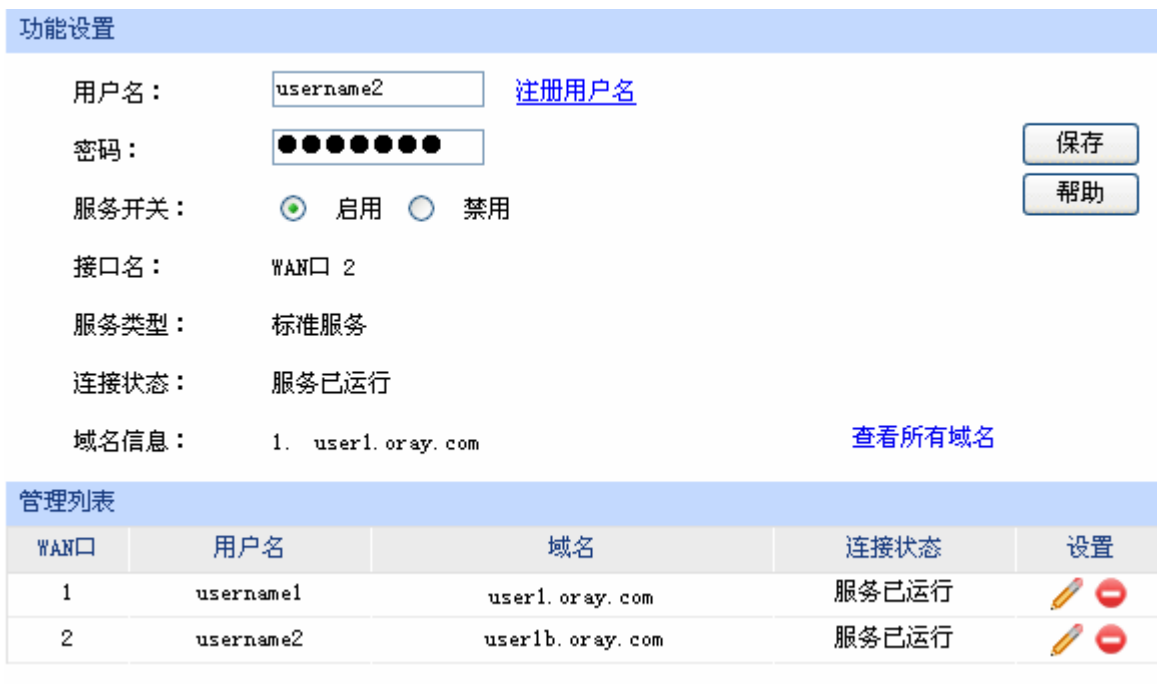 功能设置
用户名： username2 注册用户名
密码： ●●●●●●●
保存
服务开关： 启用 禁用
帮助
接口名： WAN口 2
服务类型： 标准服务
连接状态： 服务已运行
域名信息： 1. user1.oray.com 查看所有域名
管理列表
WAN口 用户名 域名 连接状态 设置
1 username1 user1.oray.com 服务已运行
2 username2 user1b.oray.com 服务已运行